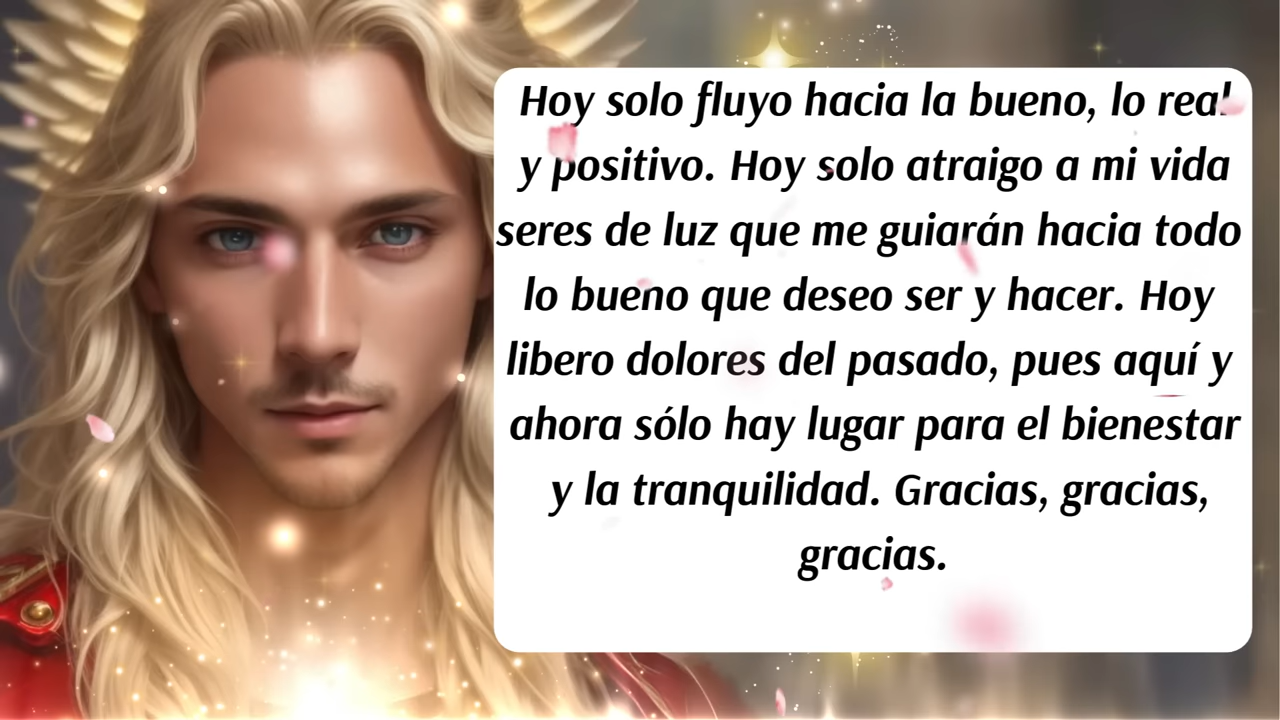 Hoy solo fluyo hacia la bueno, lo real
y positivo. Hoy solo atraigo a mi vida
seres de luz que me guiarán hacia todo
lo bueno que deseo ser y hacer. Hoy
libero dolores del pasado, pues aquí y
ahora sólo hay lugar para el bienestar
y la tranquilidad. Gracias, gracias,
gracias.